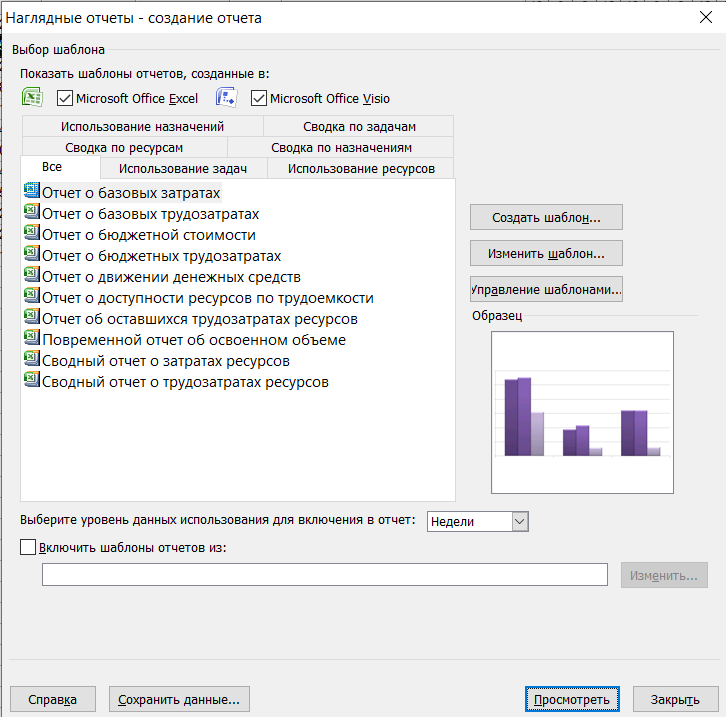 Наглядные отчеты - создание отчета
Выбор шаблона
Показать шаблоны отчетов, созданные в:
Microsoft Office Excel
Microsoft Office Visio
Использование назначений
Сводка по задачам
Сводка по ресурсам
Сводка по назначениям
Все
Использование задач
Использование ресурсов
Отчет о базовых затратах
Отчет о базовых трудозатратах
Отчет о бюджетной стоимости
Отчет о бюджетных трудозатратах
Отчет о движении денежных средств
Отчет о доступности ресурсов по трудоемкости
Отчет об оставшихся трудозатратах ресурсов
Повременной отчет об освоенном объеме
Сводный отчет о затратах ресурсов
Сводный отчет о трудозатратах ресурсов
Создать шаблон...
Изменить шаблон...
Управление шаблонами...
Образец
Выберите уровень данных использования для включения в отчет:
Недели
Включить шаблоны отчетов из:
Изменить...
Справка
Сохранить данные...
Просмотреть
Закрыть